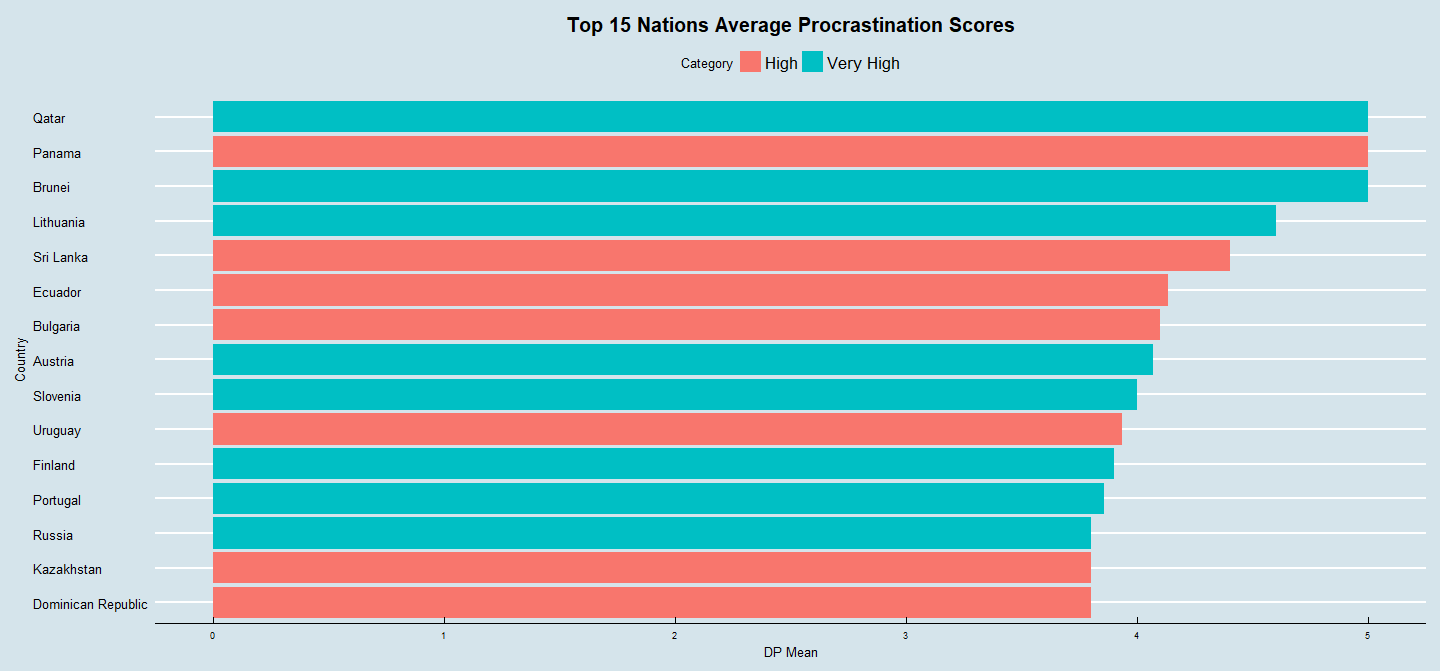 Top 15 Nations Average Procrastination Scores
Category High Very High
Qatar
Panama
Brunei
Lithuania
Sri Lanka
Ecuador
Bulgaria
Country
Austria
Slovenia
Uruguay
Finland
Portugal
Russia
Kazakhstan
Dominican Republic
0 1 2 3 4 5
DP Mean